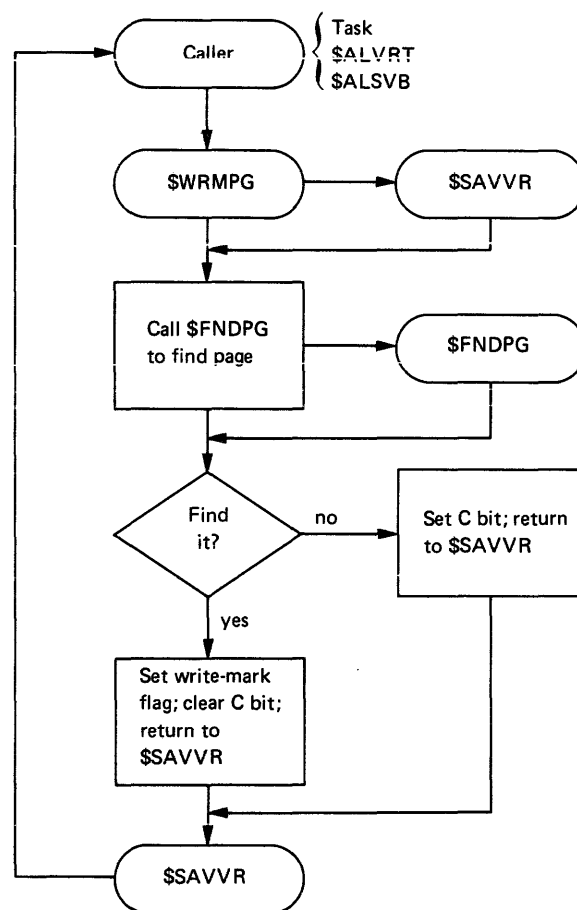 Caller
Task
$ALVRT
$ALSVB
$WRMPG
$SAVVR
Call $FNDPG
to find page
$FNDPG
Find
it?
no
Set C bit; return
to $SAVVR
yes
Set write-mark
flag; clear C bit;
return to
$SAVVR
$SAVVR